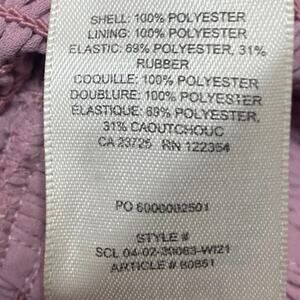 SHELL: 100% POLYESTER
LINING: 100% POLYESTER
ELASTIC: 69% POLYESTER, 31%
RUBBER
COQUILLE: 100% POLYESTER
DOUBLURE: 100% POLYESTER
ÉLASTIQUE: 69% POLYESTER,
31% CAOUTCHOUC
CA 23725 RN 122354
PO 6000002501
STYLE #
SCL 04-02-30063-WI21
ARTICLE # 80851